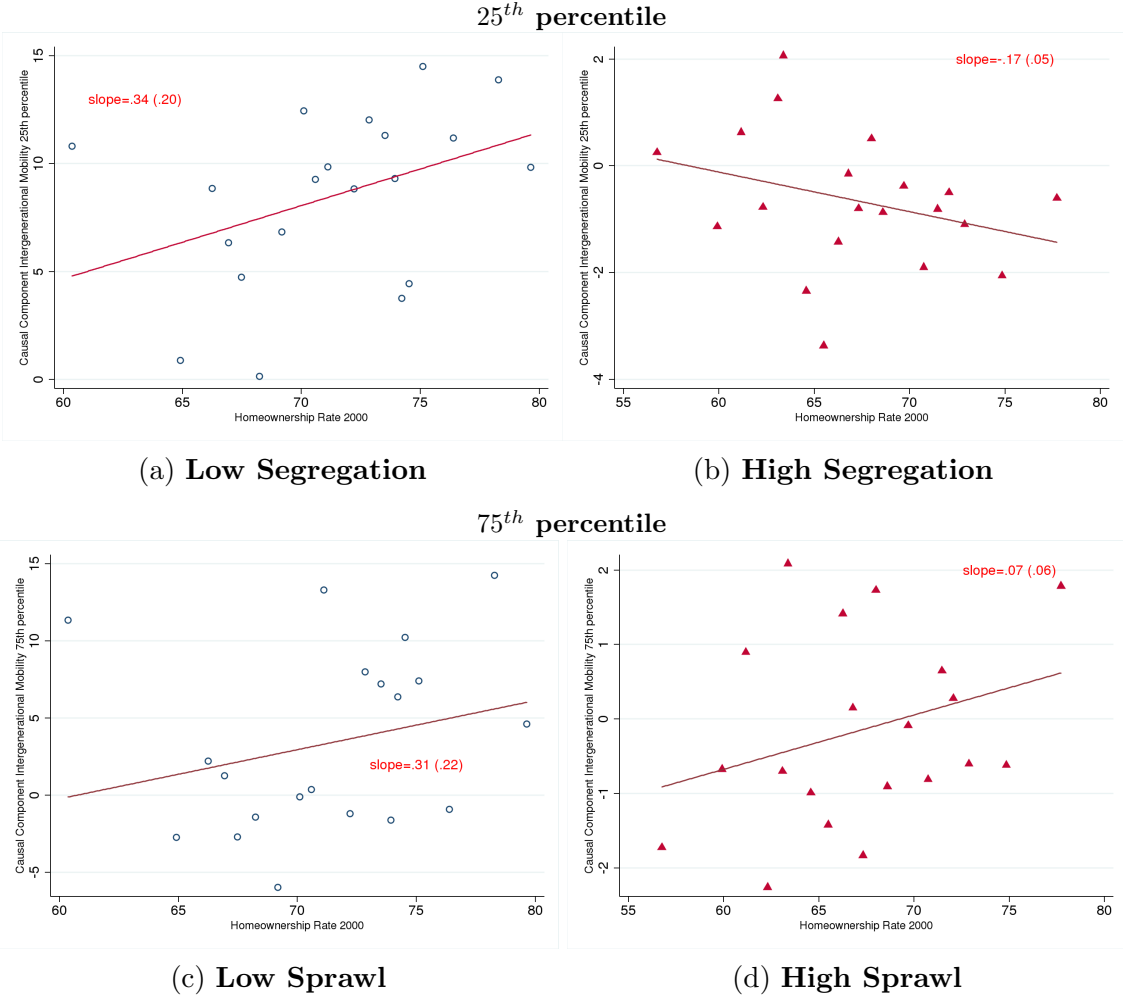 25th percentile
slope=.34 (.20)
Causal Component Intergenerational Mobility 25th percentile
15
10
5
0
60 65 70 75 80
Homeownership Rate 2000
slope=-.17 (.05)
Causal Component Intergenerational Mobility 25th percentile
2
0
-2
-4
55 60 65 70 75 80
Homeownership Rate 2000
(a) Low Segregation
(b) High Segregation
75th percentile
slope=.31 (.22)
Causal Component Intergenerational Mobility 75th percentile
15
10
5
0
-5
60 65 70 75 80
Homeownership Rate 2000
slope=.07 (.06)
Causal Component Intergenerational Mobility 75th percentile
2
1
0
-1
-2
55 60 65 70 75 80
Homeownership Rate 2000
(c) Low Sprawl
(d) High Sprawl